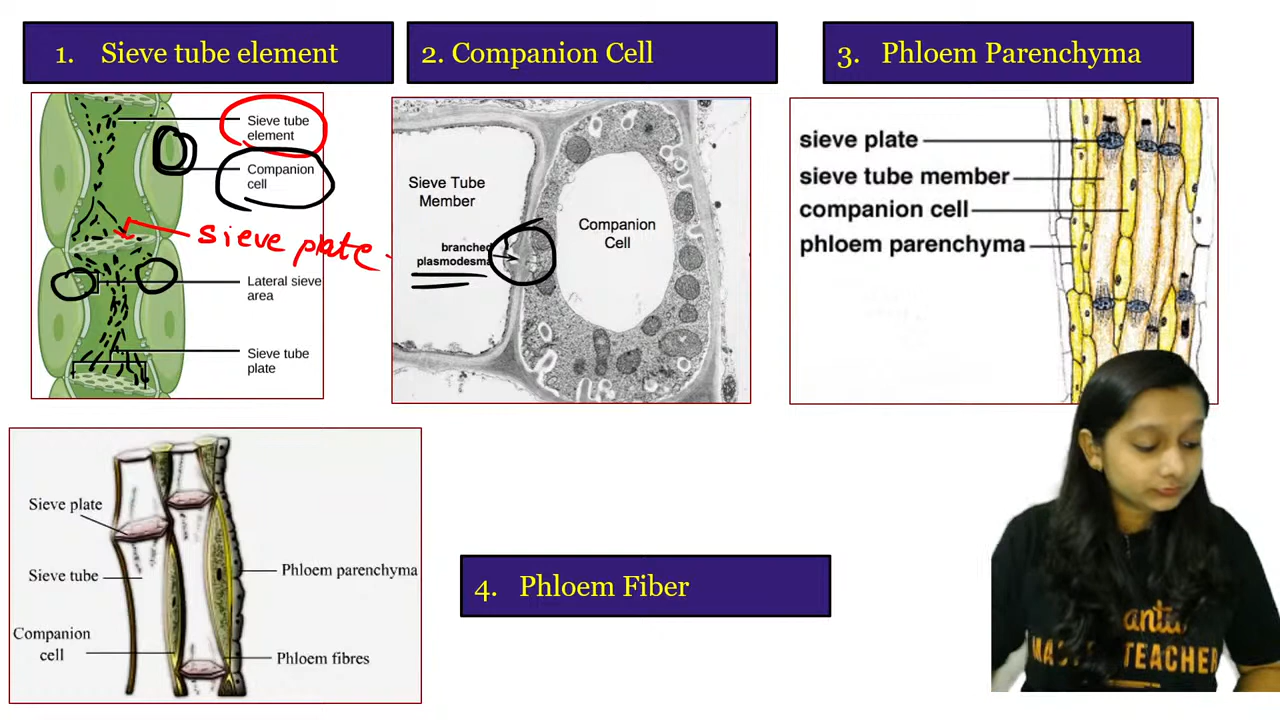 1. Sieve tube element
2. Companion Cell
3. Phloem Parenchyma
Sieve tube
element
Companion
cell
sieve plate
Lateral sieve
area
Sieve tube
plate
Sieve Tube
Member
branched
plasmodesma
Companion
Cell
sieve plate
sieve tube member
companion cell
phloem parenchyma
Sieve plate
Sieve tube
Companion
cell
Phloem parenchyma
Phloem fibres
4. Phloem Fiber
TEACHER